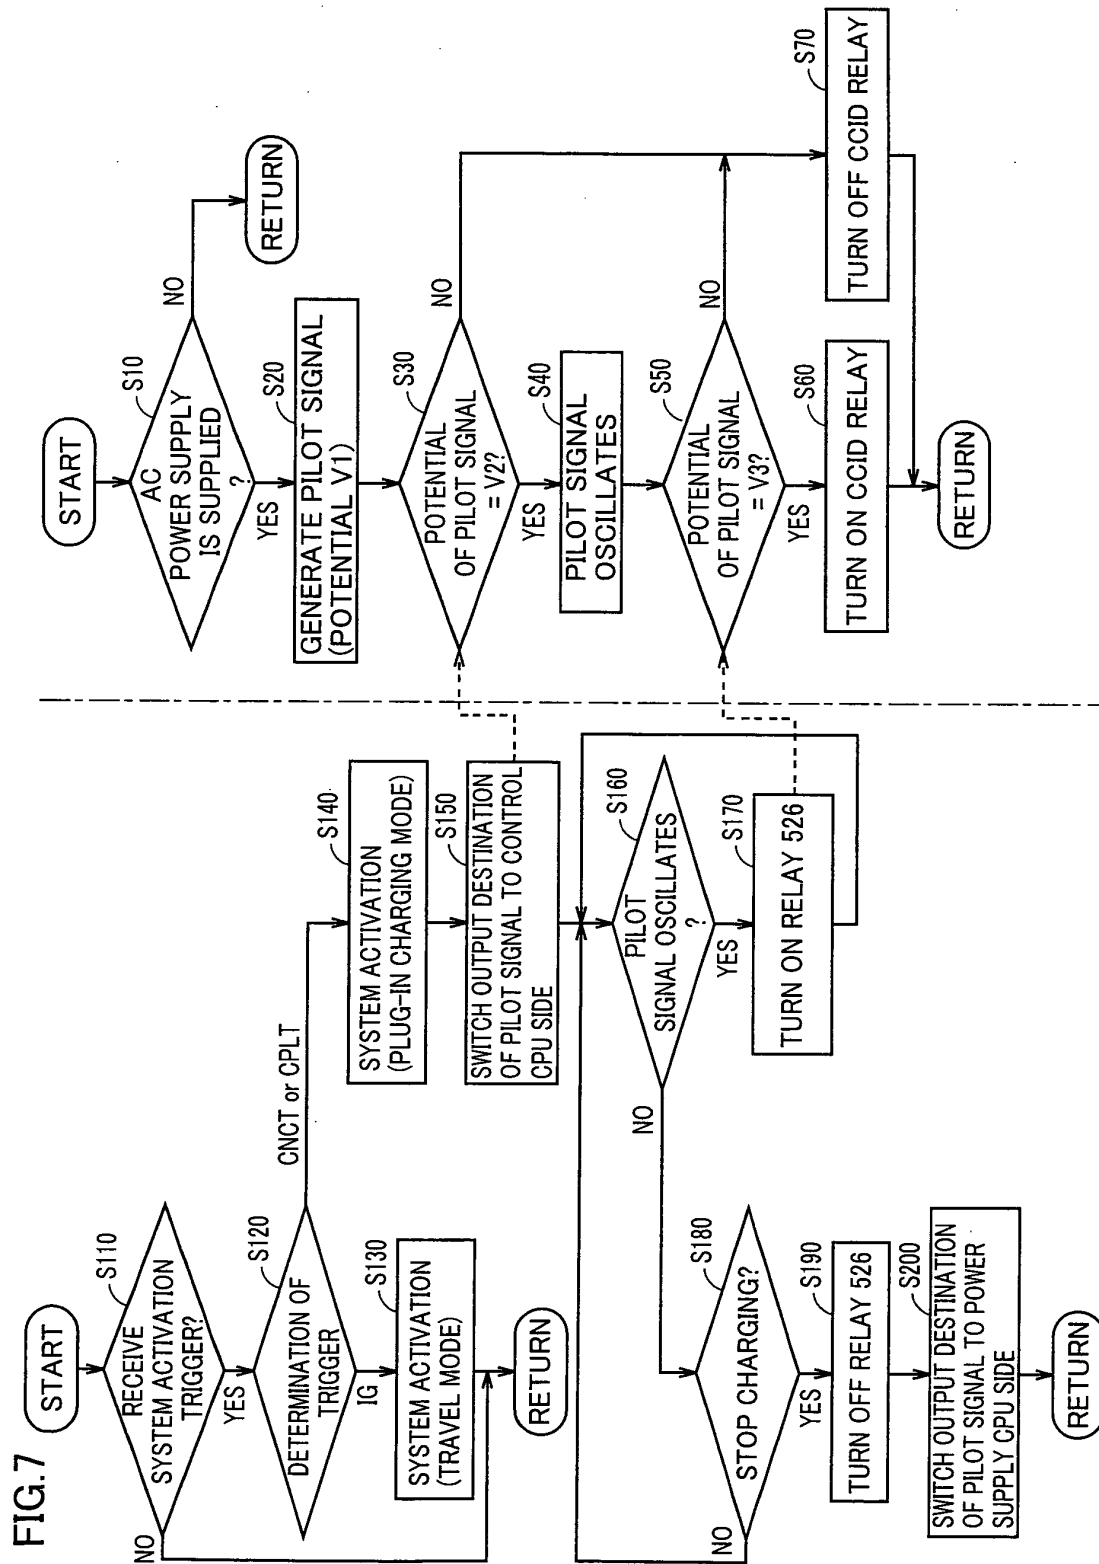 FIG.7
START
S110
RECEIVE
SYSTEM ACTIVATION
TRIGGER?
NO
YES
S120
DETERMINATION OF
TRIGGER
CNCT or CPLT
IG
S130
SYSTEM ACTIVATION
(TRAVEL MODE)
RETURN
S140
SYSTEM ACTIVATION
(PLUG-IN CHARGING MODE)
S150
SWITCH OUTPUT DESTINATION
OF PILOT SIGNAL TO CONTROL
CPU SIDE
S160
PILOT
SIGNAL OSCILLATES
?
NO
YES
S170
TURN ON RELAY 526
S180
STOP CHARGING?
NO
YES
S190
TURN OFF RELAY 526
S200
SWITCH OUTPUT DESTINATION
OF PILOT SIGNAL TO POWER
SUPPLY CPU SIDE
RETURN
START
S10
AC
POWER SUPPLY
IS SUPPLIED
?
NO
RETURN
YES
S20
GENERATE PILOT SIGNAL
(POTENTIAL V1)
S30
POTENTIAL
OF PILOT SIGNAL
= V2?
NO
YES
S40
PILOT SIGNAL
OSCILLATES
S50
POTENTIAL
OF PILOT SIGNAL
= V3?
NO
YES
S60
TURN ON CCID RELAY
S70
TURN OFF CCID RELAY
RETURN